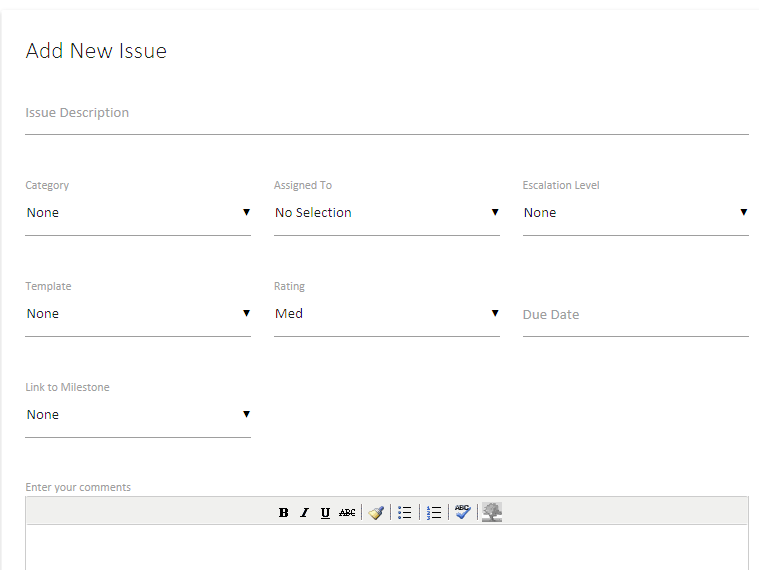 Add New Issue
Issue Description
Category Assigned To Escalation Level
None ▼ No Selection ▼ None ▼
Template Rating
None ▼ Med ▼ Due Date
Link to Milestone
None ▼
Enter your comments
B I U ABC ABC